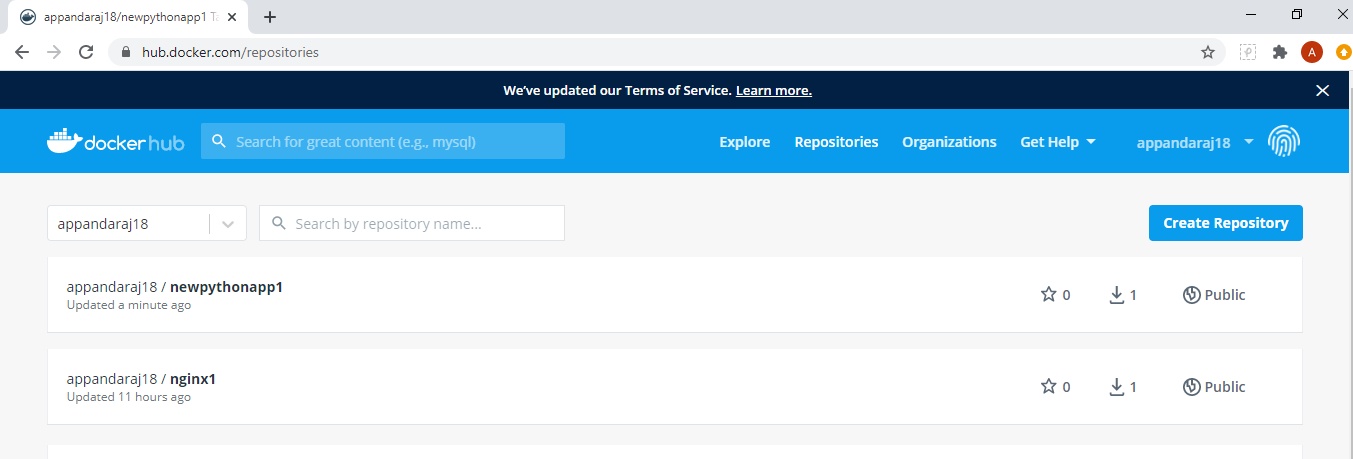 appandaraj18/newpythonapp1 Ta
hub.docker.com/repositories
A
We've updated our Terms of Service. Learn more.
docker hub
Search for great content (e.g., mysql)
Explore
Repositories
Organizations
Get Help
appandaraj18
appandaraj18
Search by repository name...
Create Repository
appandaraj18 / newpythonapp1
Updated a minute ago
0
1
Public
appandaraj18 / nginx1
Updated 11 hours ago
0
1
Public